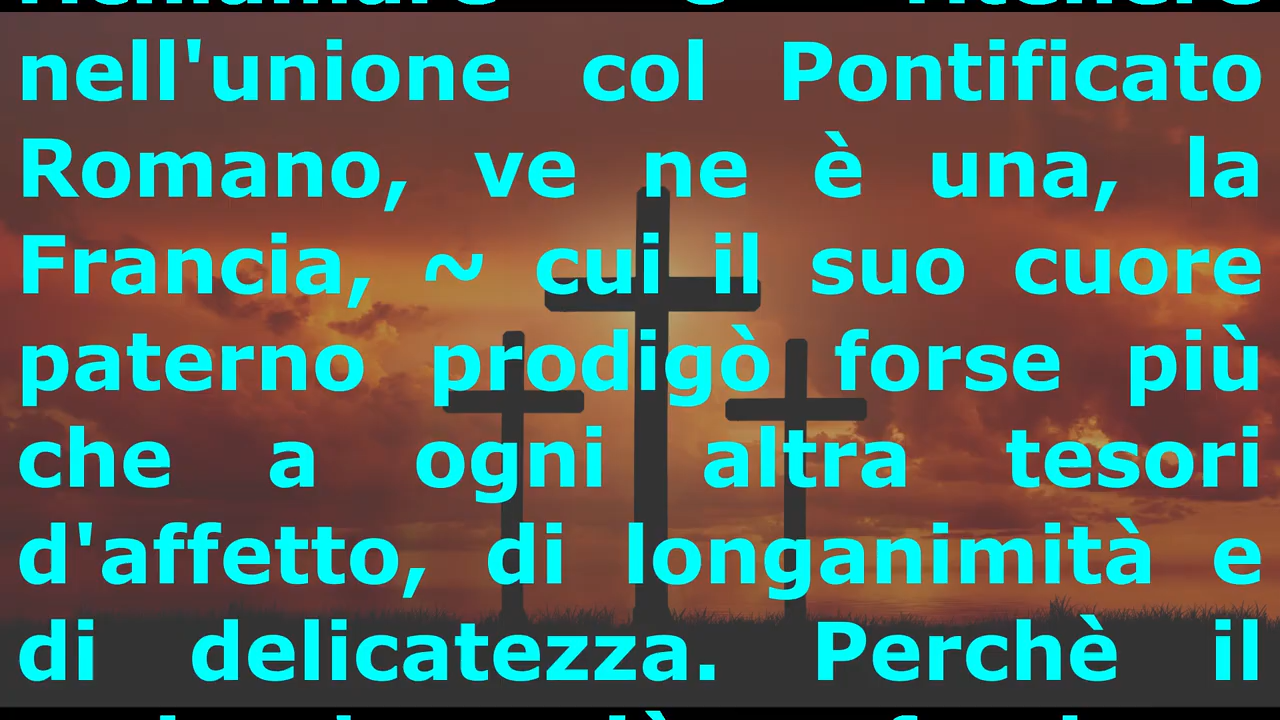 nell'unione col Pontificato
Romano, ve ne è una, la
Francia, ~ cui il suo cuore
paterno prodigò forse più
che a ogni altra tesori
d'affetto, di longanimità e
di delicatezza. Perchè il